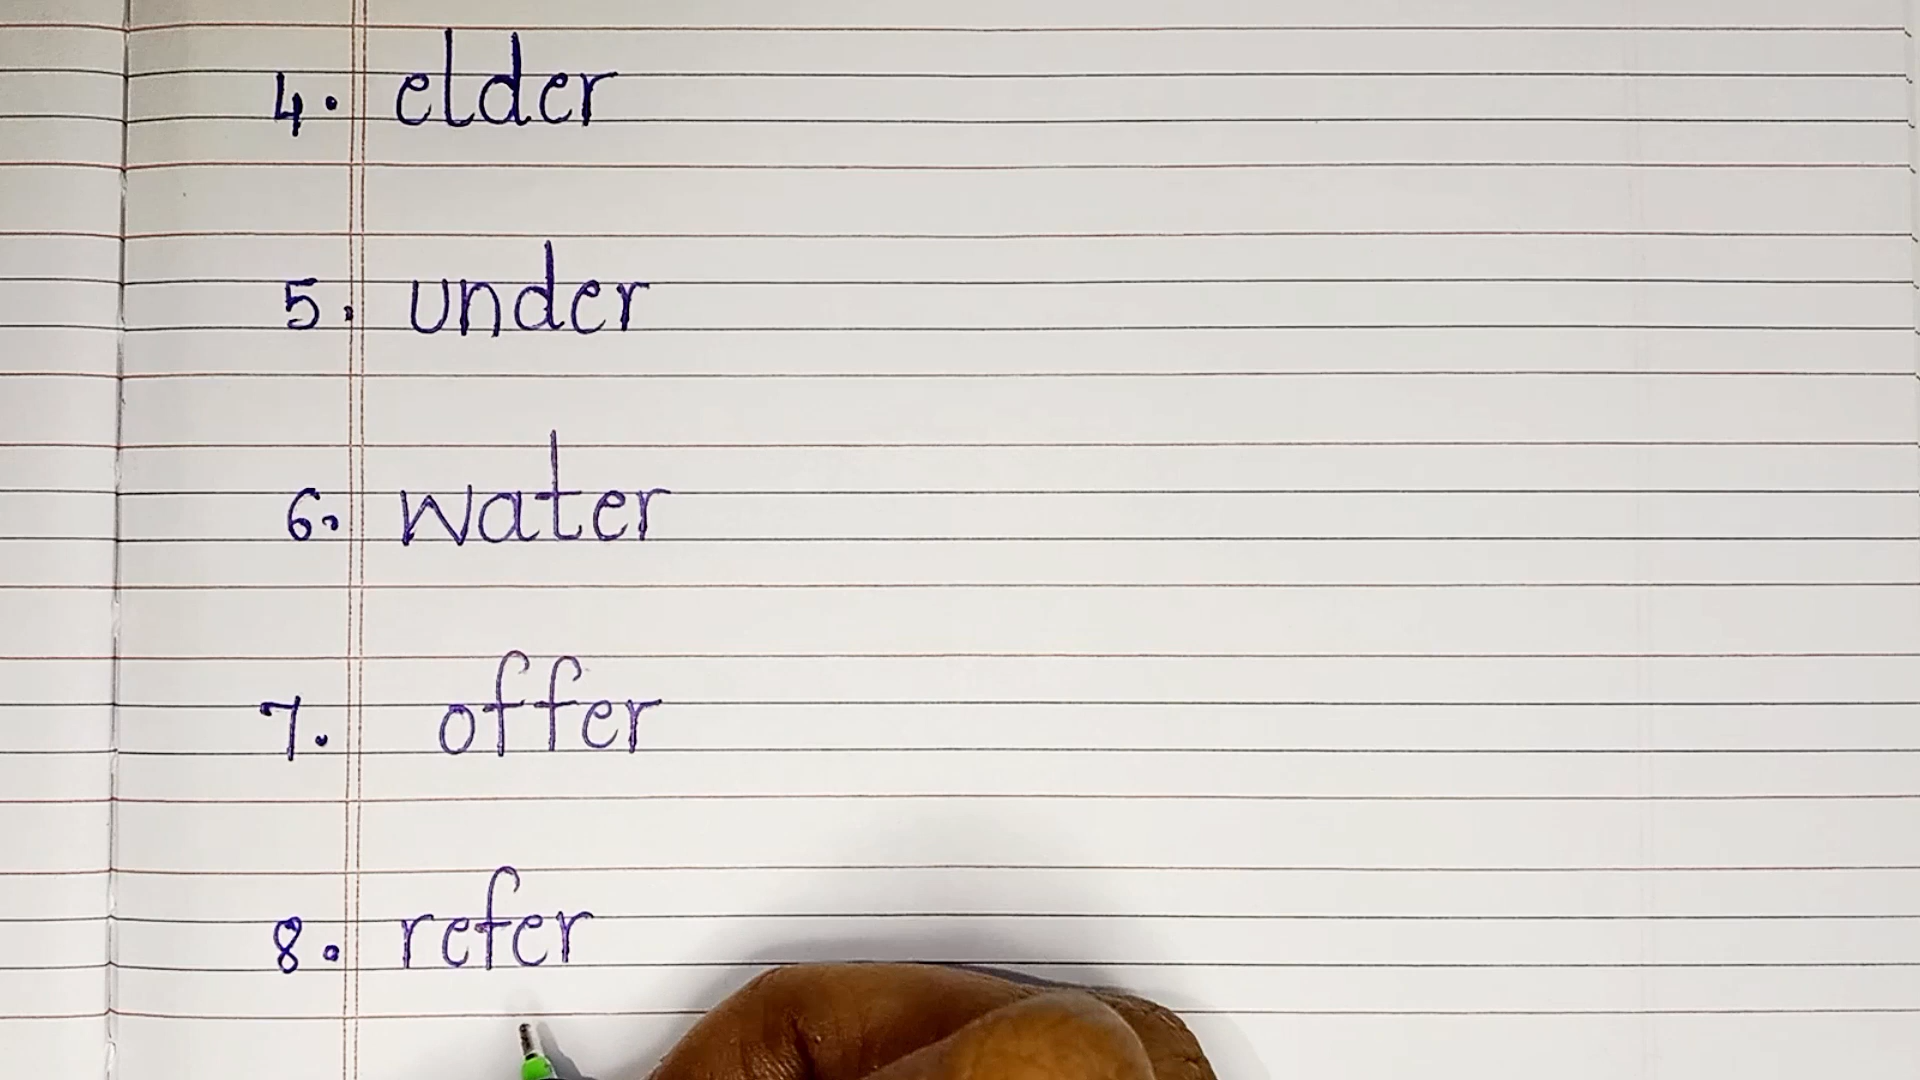 4. elder
5. under
6. water
7. offer
8. refer